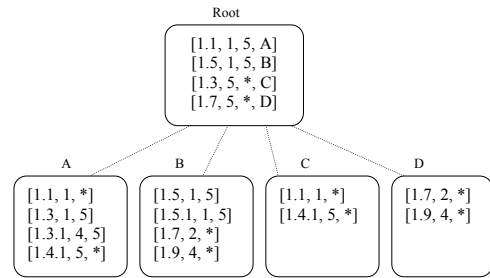 Root
[1.1, 1, 5, A]
[1.5, 1, 5, B]
[1.3, 5, *, C]
[1.7, 5, *, D]
A
B
C
D
[1.1, 1, *]
[1.3, 1, 5]
[1.3.1, 4, 5]
[1.4.1, 5, *]
[1.5, 1, 5]
[1.5.1, 1, 5]
[1.7, 2, *]
[1.9, 4, *]
[1.1, 1, *]
[1.4.1, 5, *]
[1.7, 2, *]
[1.9, 4, *]